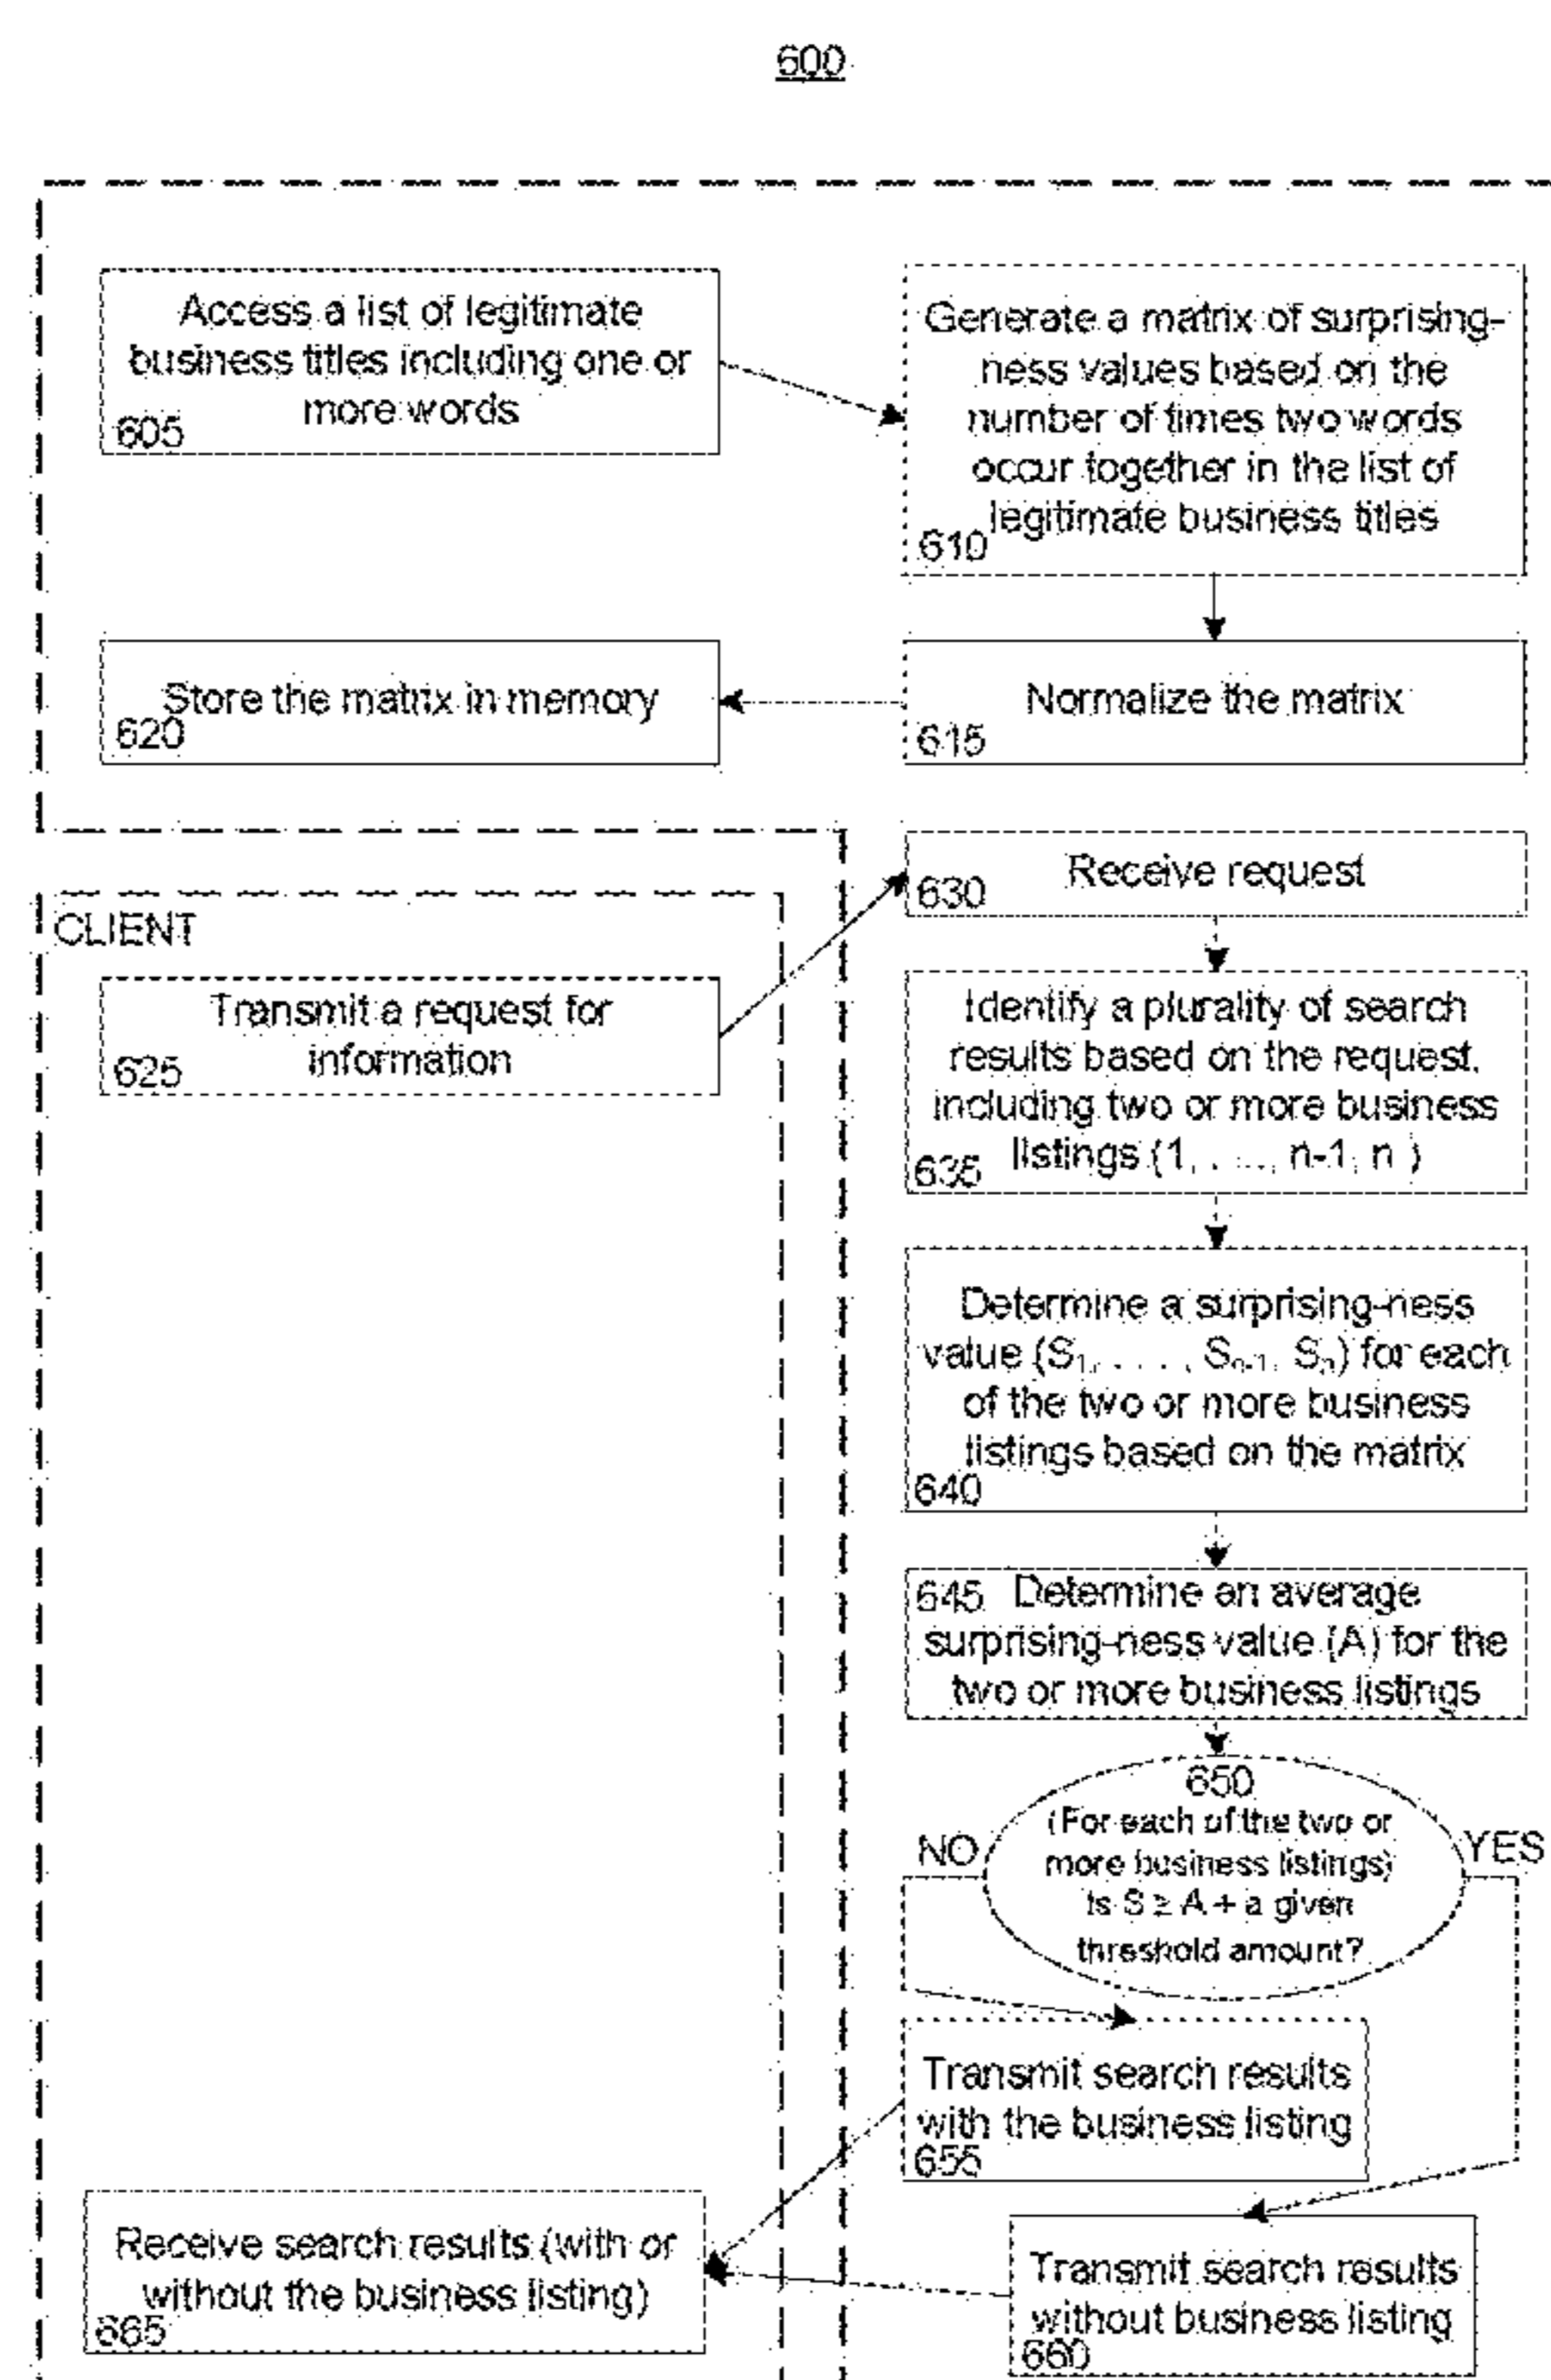 600
Access a list of legitimate
business titles including one or
more words
605
Generate a matrix of surprising-
ness values based on the
number of times two words
occur together in the list of
legitimate business titles
610
Store the matrix in memory
620
Normalize the matrix
615
Receive request
630
CLIENT
Transmit a request for
information
625
Identify a plurality of search
results based on the request,
including two or more business
listings (1, . . ., n-1, n )
635
Determine a surprising-ness
value (S1, . . . , Sn-1, Sn) for each
of the two or more business
listings based on the matrix
640
645 Determine an average
surprising-ness value (A) for the
two or more business listings
650
(For each of the two or
more business listings)
Is S ≥ A + a given
threshold amount?
NO
YES
Transmit search results
with the business listing
655
Receive search results (with or
without the business listing)
665
Transmit search results
without business listing
660